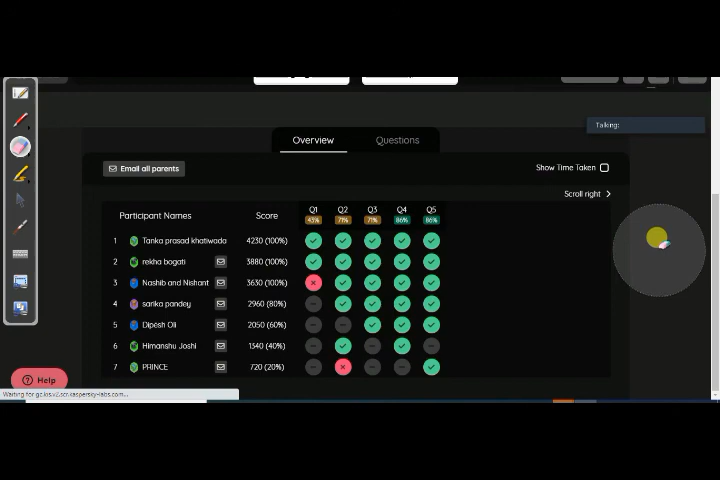 Talking:
Overview Questions
Email all parents Show Time Taken
Scroll right
Participant Names Score Q1 Q2 Q3 Q4 Q5
43% 71% 71% 86% 86%
1 Tanka prasad khatiwada 4230 (100%)
2 rekha bogati 3880 (100%)
3 Nashib and Nishant 3630 (100%)
4 sarika pandey 2960 (80%)
5 Dipesh Oli 2050 (60%)
6 Himanshu Joshi 1340 (40%)
7 PRINCE 720 (20%)
Help